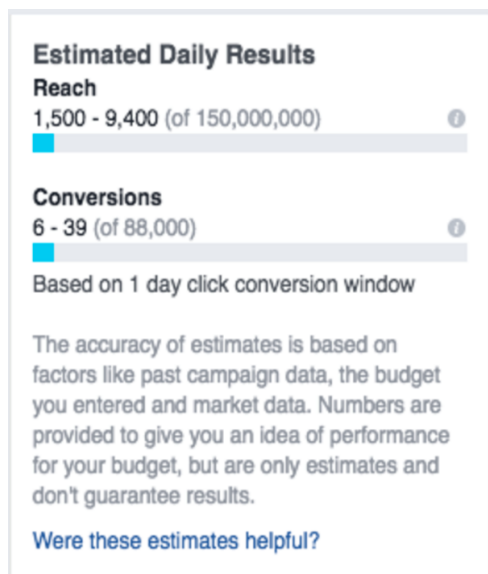 Estimated Daily Results
Reach
1,500 - 9,400 (of 150,000,000)
Conversions
6 - 39 (of 88,000)
Based on 1 day click conversion window
The accuracy of estimates is based on
factors like past campaign data, the budget
you entered and market data. Numbers are
provided to give you an idea of performance
for your budget, but are only estimates and
don't guarantee results.
Were these estimates helpful?